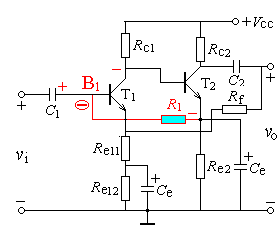 +VCC
Rc1
Rc2
B1
+
T1
T2
C2
+
+
C1
+
R1
−
Rf
vi
vo
Re11
Re12
Re2
+
Ce
+
Ce
−
−